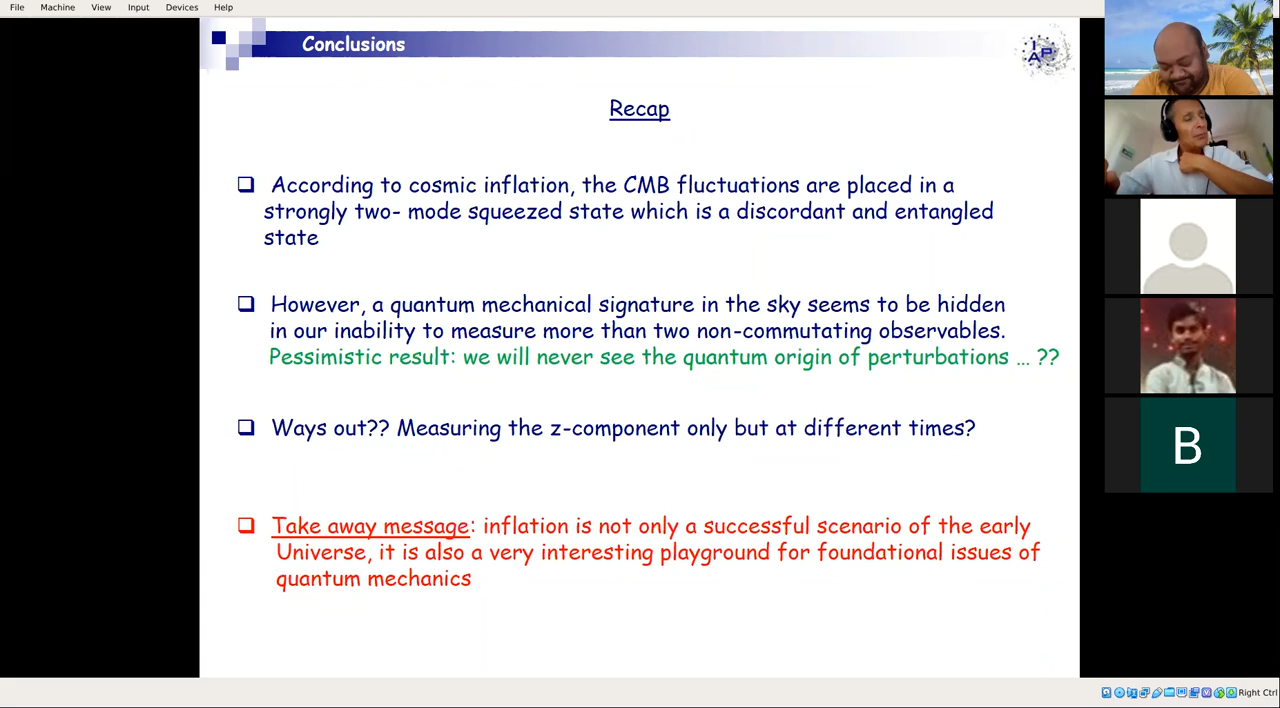 File Machine View Input Devices Help
Conclusions
IAP
Recap
According to cosmic inflation, the CMB fluctuations are placed in a
strongly two- mode squeezed state which is a discordant and entangled
state
However, a quantum mechanical signature in the sky seems to be hidden
in our inability to measure more than two non-commutating observables.
Pessimistic result: we will never see the quantum origin of perturbations … ??
Ways out?? Measuring the z-component only but at different times?
Take away message: inflation is not only a successful scenario of the early
Universe, it is also a very interesting playground for foundational issues of
quantum mechanics
B
Right Ctrl